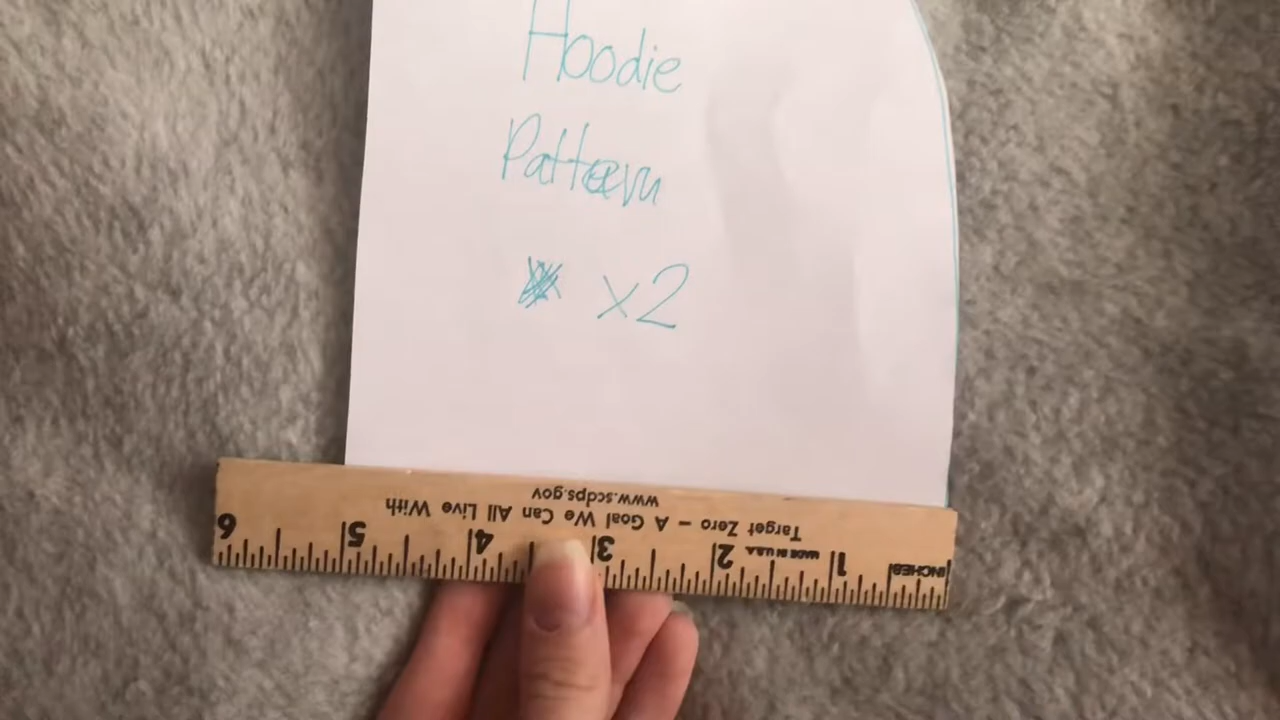 Hoodie
Pattern
x2
www.scdps.gov
Target Zero – A Goal We Can All Live With
INCHES 1 MADE IN U.S.A. 2 3 4 5 6